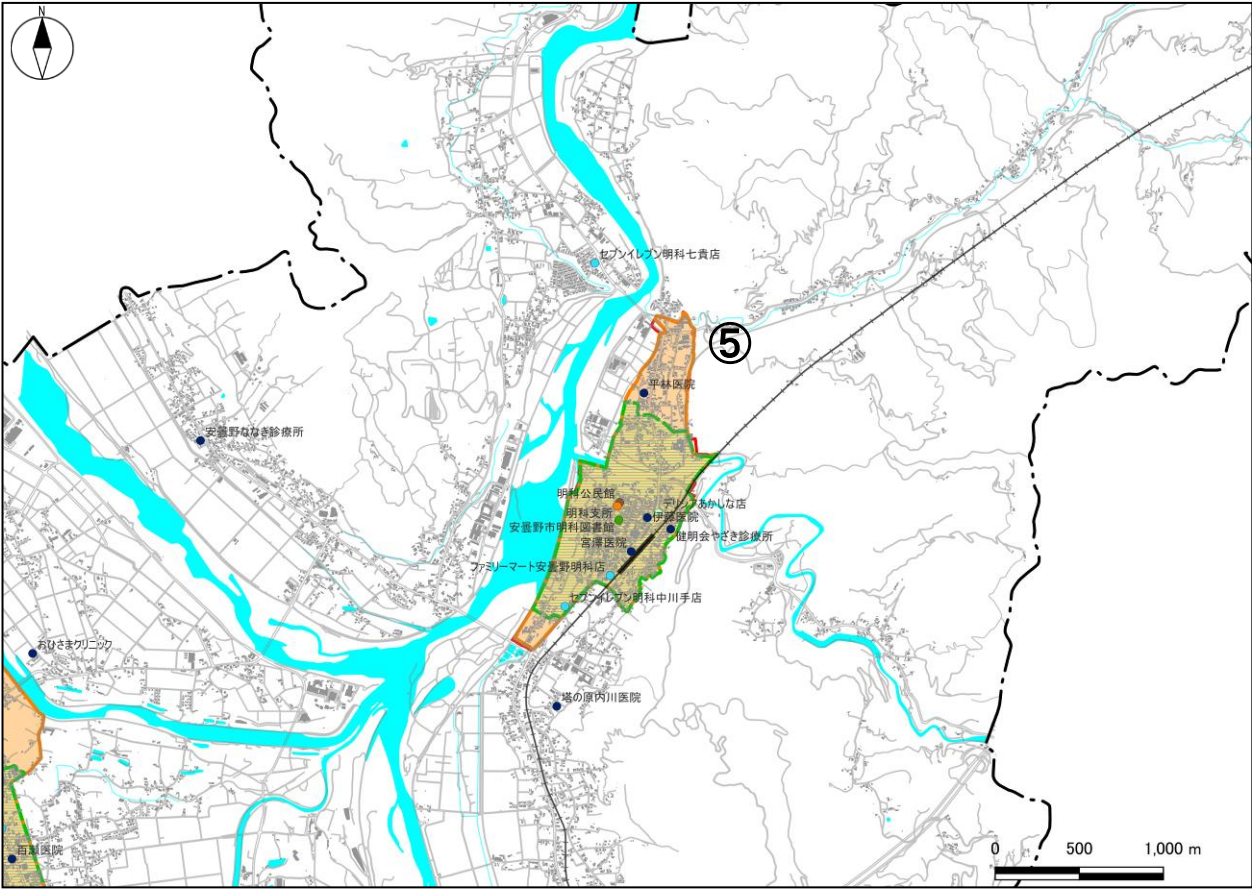 N
セブンイレブン明科七貴店
⑤
平林医院
安曇野ななき診療所
明科公民館
デリシアあかしな店
明科支所
伊藤医院
安曇野市明科図書館
健明会やざき診療所
宮澤医院
ファミリーマート安曇野明科店
セブンイレブン明科中川手店
おひさまクリニック
塔の原内川医院
百瀬医院
0 500 1,000 m